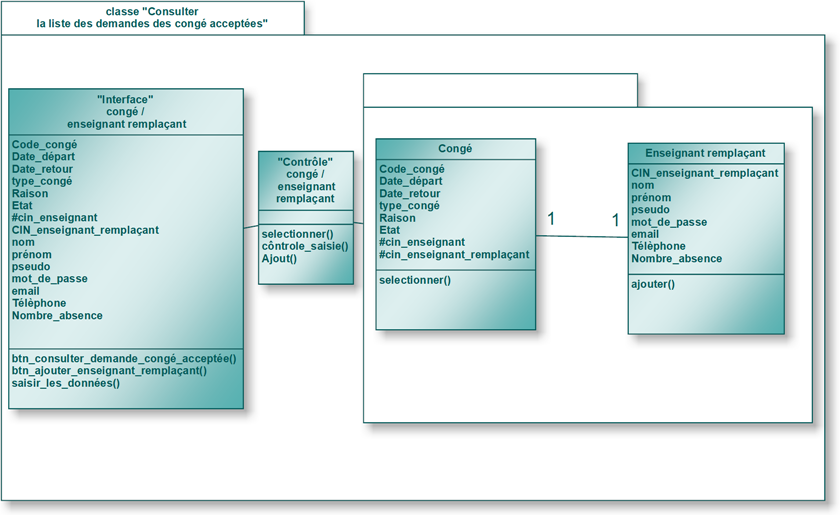 classe "Consulter
la liste des demandes des congé acceptées"
"Interface"
congé /
enseignant remplaçant
Code_congé
Date_départ
Date_retour
type_congé
Raison
Etat
#cin_enseignant
CIN_enseignant_remplaçant
nom
prénom
pseudo
mot_de_passe
email
Télèphone
Nombre_absence
btn_consulter_demande_congé_acceptée()
btn_ajouter_enseignant_remplaçant()
saisir_les_données()
"Contrôle"
congé /
enseignant
remplaçant
selectionner()
côntrole_saisie()
Ajout()
Congé
Code_congé
Date_départ
Date_retour
type_congé
Raison
Etat
#cin_enseignant
#cin_enseignant_remplaçant
selectionner()
1
1
Enseignant remplaçant
CIN_enseignant_remplaçant
nom
prénom
pseudo
mot_de_passe
email
Télèphone
Nombre_absence
ajouter()